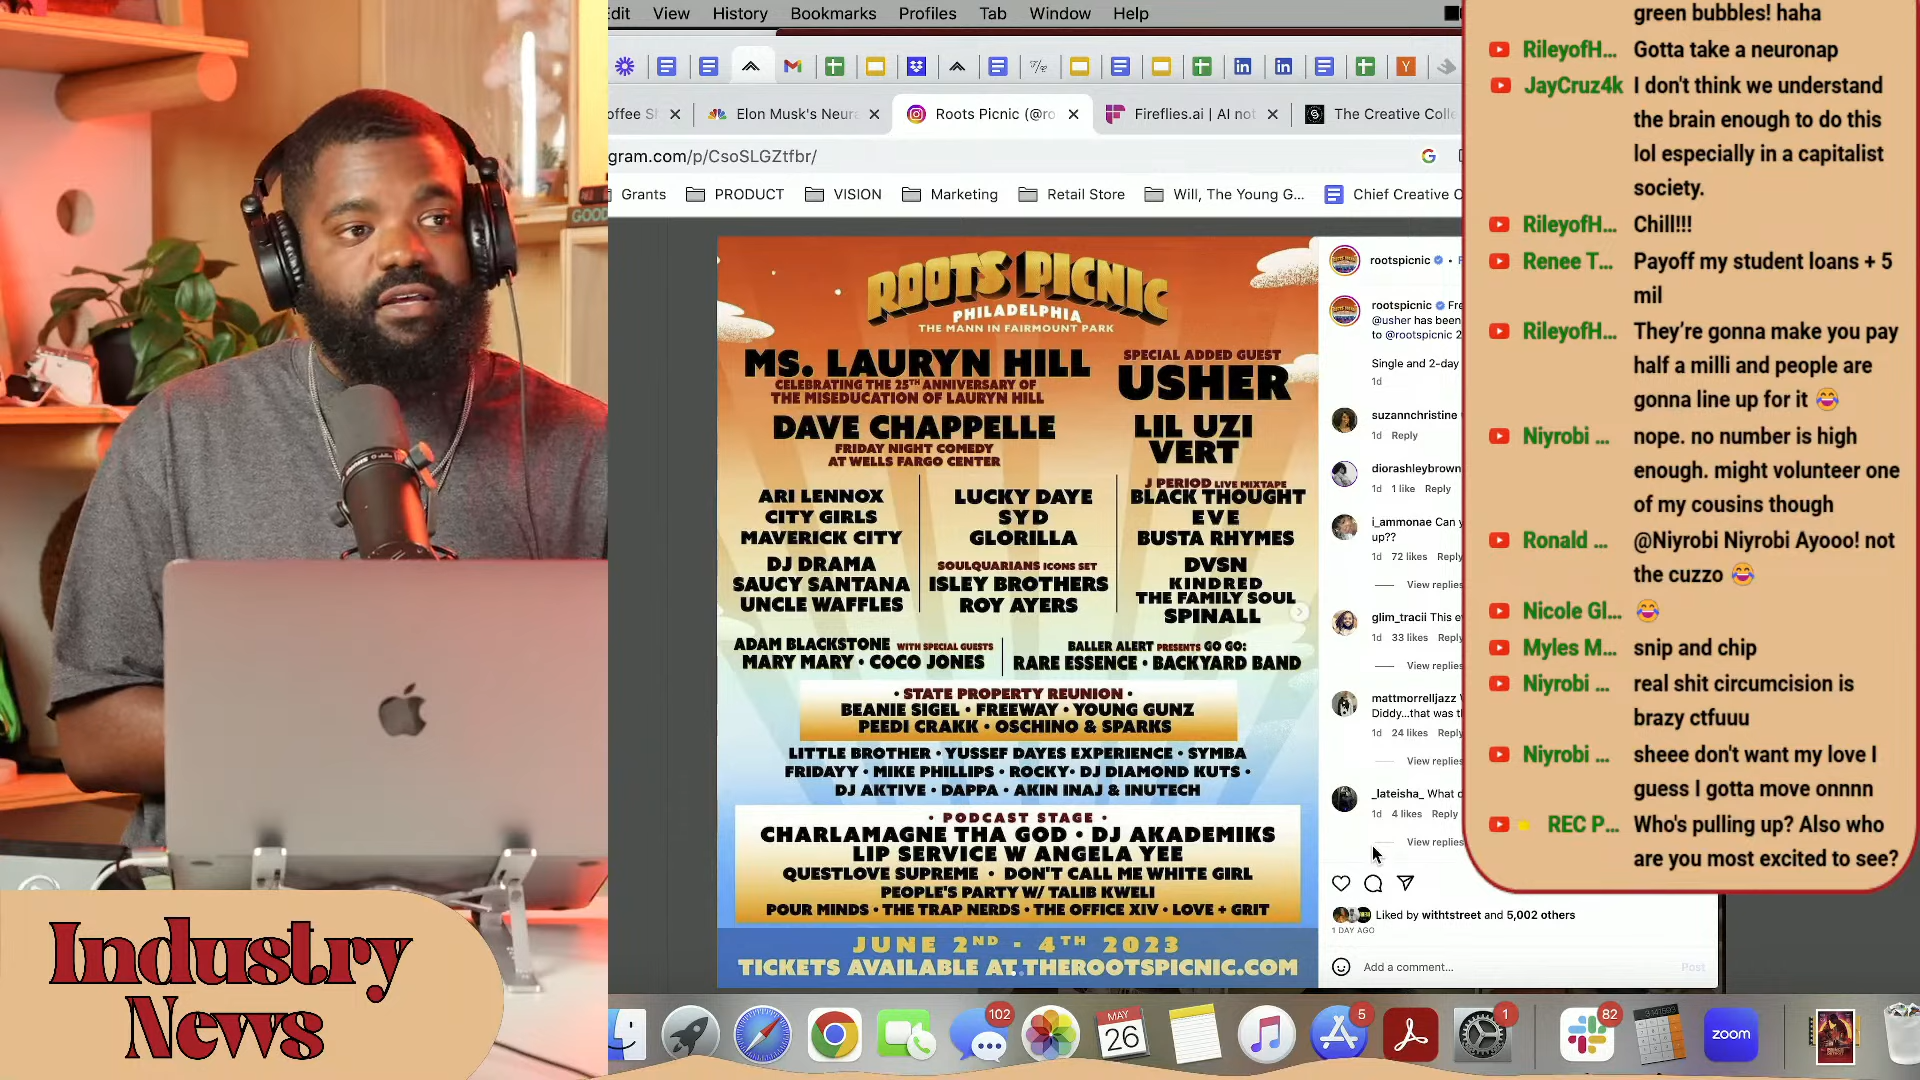 Edit View History Bookmarks Profiles Tab Window Help
offee S
Elon Musk's Neura
Roots Picnic (@ro
Fireflies.ai | AI not
The Creative Colle
gram.com/p/CsoSLGZtfbr/
Grants PRODUCT VISION Marketing Retail Store Will, The Young G... Chief Creative O
GOOD
ROOTS PICNIC
PHILADELPHIA
THE MANN IN FAIRMOUNT PARK
MS. LAURYN HILL
CELEBRATING THE 25TH ANNIVERSARY OF
THE MISEDUCATION OF LAURYN HILL
SPECIAL ADDED GUEST
USHER
DAVE CHAPPELLE
FRIDAY NIGHT COMEDY
AT WELLS FARGO CENTER
LIL UZI
VERT
ARI LENNOX
CITY GIRLS
MAVERICK CITY
DJ DRAMA
SAUCY SANTANA
UNCLE WAFFLES
LUCKY DAYE
SYD
GLORILLA
SOULQUARIANS ICONS SET
ISLEY BROTHERS
ROY AYERS
J PERIOD LIVE MIXTAPE
BLACK THOUGHT
EVE
BUSTA RHYMES
DVSN
KINDRED
THE FAMILY SOUL
SPINALL
ADAM BLACKSTONE WITH SPECIAL GUESTS
MARY MARY • COCO JONES
BALLER ALERT PRESENTS GO GO:
RARE ESSENCE • BACKYARD BAND
• STATE PROPERTY REUNION •
BEANIE SIGEL • FREEWAY • YOUNG GUNZ
PEEDI CRAKK • OSCHINO & SPARKS
LITTLE BROTHER • YUSSEF DAYES EXPERIENCE • SYMBA
FRIDAYY • MIKE PHILLIPS • ROCKY • DJ DIAMOND KUTS •
DJ AKTIVE • DAPPA • AKIN INAJ & INUTECH
• PODCAST STAGE •
CHARLAMAGNE THA GOD • DJ AKADEMIKS
LIP SERVICE W ANGELA YEE
QUESTLOVE SUPREME • DON'T CALL ME WHITE GIRL
PEOPLE'S PARTY W/ TALIB KWELI
POUR MINDS • THE TRAP NERDS • THE OFFICE XIV • LOVE + GRIT
JUNE 2ND - 4TH 2023
TICKETS AVAILABLE AT THEROOTSPICNIC.COM
rootspicnic •
rootspicnic Fre
@usher has been
to @rootspicnic 2
Single and 2-day
1d
suzannchristine
1d Reply
diorashleybrown
1d 1 like Reply
i_ammonae Can y
up??
1d 72 likes Reply
View replies
glim_tracii This e
1d 33 likes Reply
View replies
mattmorrelljazz
Diddy...that was t
1d 24 likes Reply
View replies
_lateisha_ What d
1d 4 likes Reply
View replies
Liked by withtstreet and 5,002 others
1 DAY AGO
Add a comment...
Post
green bubbles! haha
RileyofH... Gotta take a neuronap
JayCruz4k I don't think we understand
the brain enough to do this
lol especially in a capitalist
society.
RileyofH... Chill!!!
Renee T... Payoff my student loans + 5
mil
RileyofH... They’re gonna make you pay
half a milli and people are
gonna line up for it 😂
Niyrobi ... nope. no number is high
enough. might volunteer one
of my cousins though
Ronald ... @Niyrobi Niyrobi Ayooo! not
the cuzzo 😂
Nicole Gl... 😂
Myles M... snip and chip
Niyrobi ... real shit circumcision is
brazy ctfuuu
Niyrobi ... sheee don't want my love I
guess I gotta move onnnn
REC P... Who's pulling up? Also who
are you most excited to see?
Industry
News
102
MAY
26
5
1
82
3.141593
zoom